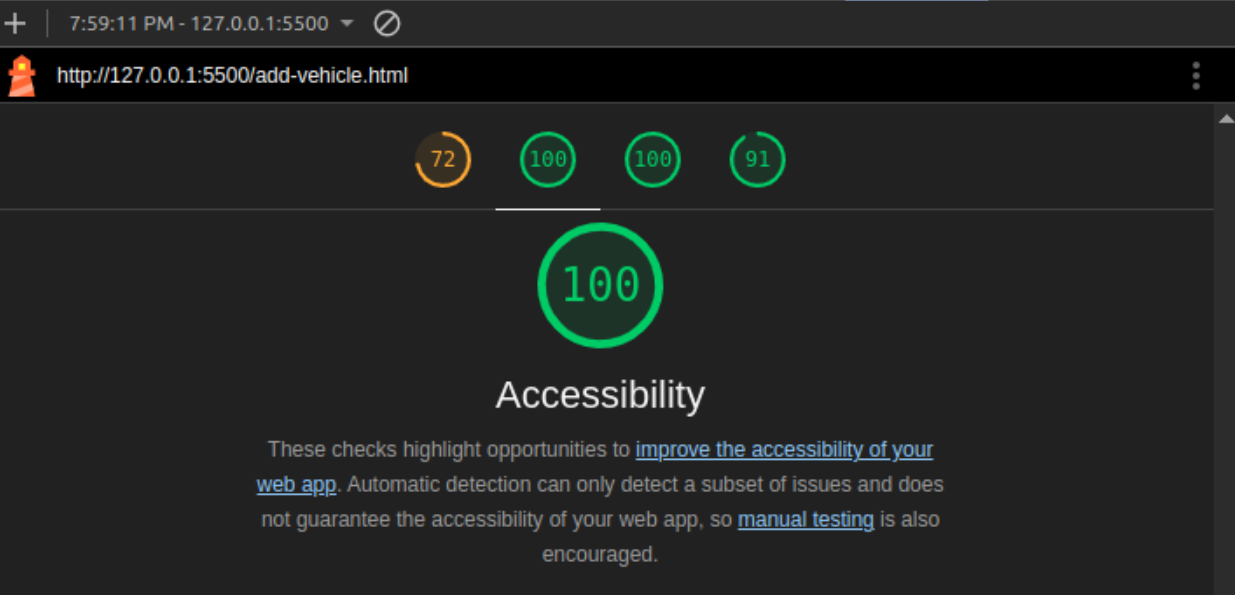 7:59:11 PM - 127.0.0.1:5500
http://127.0.0.1:5500/add-vehicle.html
72 100 100 91
100
Accessibility
These checks highlight opportunities to improve the accessibility of your
web app. Automatic detection can only detect a subset of issues and does
not guarantee the accessibility of your web app, so manual testing is also
encouraged.